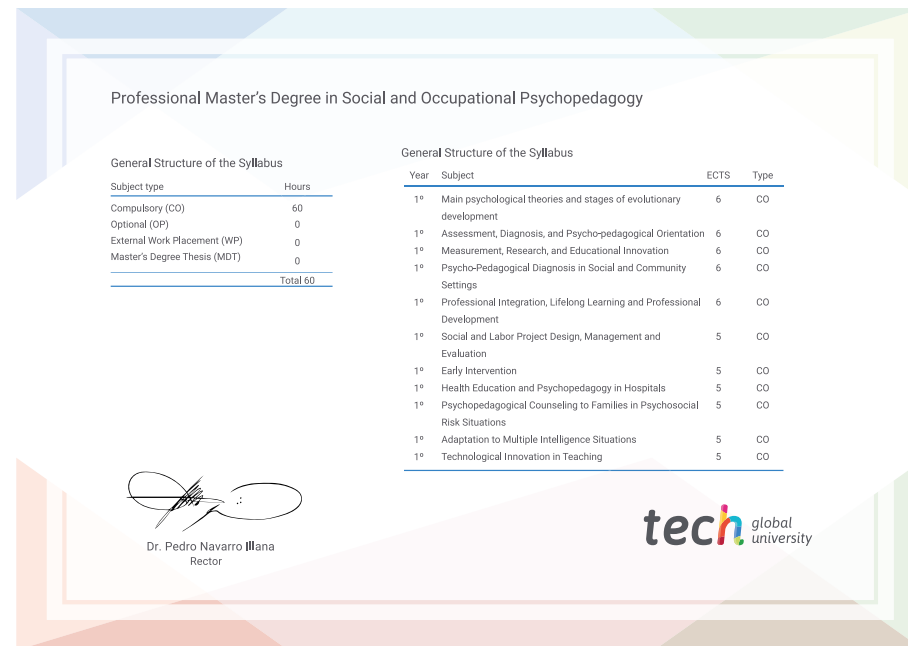 Professional Master's Degree in Social and Occupational Psychopedagogy
General Structure of the Syllabus
Subject type Hours
Compulsory (CO) 60
Optional (OP) 0
External Work Placement (WP) 0
Master's Degree Thesis (MDT) 0
Total 60
General Structure of the Syllabus
Year Subject ECTS Type
1º Main psychological theories and stages of evolutionary 6 CO
development
1º Assessment, Diagnosis, and Psycho-pedagogical Orientation 6 CO
1º Measurement, Research, and Educational Innovation 6 CO
1º Psycho-Pedagogical Diagnosis in Social and Community 6 CO
Settings
1º Professional Integration, Lifelong Learning and Professional 6 CO
Development
1º Social and Labor Project Design, Management and 5 CO
Evaluation
1º Early Intervention 5 CO
1º Health Education and Psychopedagogy in Hospitals 5 CO
1º Psychopedagogical Counseling to Families in Psychosocial 5 CO
Risk Situations
1º Adaptation to Multiple Intelligence Situations 5 CO
1º Technological Innovation in Teaching 5 CO
Dr. Pedro Navarro Illana
Rector
tech global
university